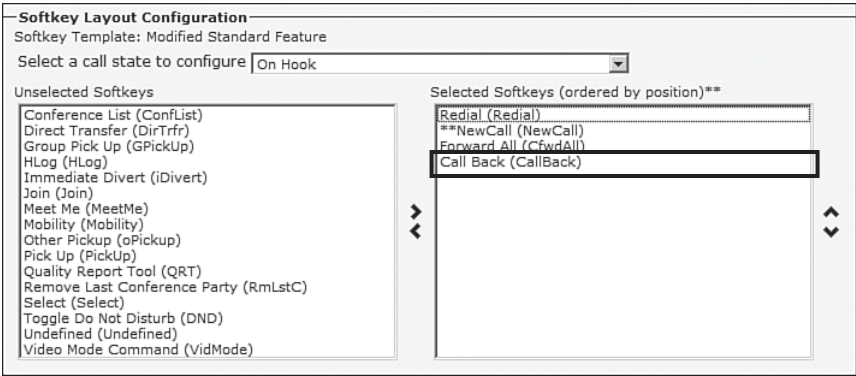 Softkey Layout Configuration
Softkey Template: Modified Standard Feature
Select a call state to configure On Hook
Unselected Softkeys
Conference List (ConfList)
Direct Transfer (DirTrfr)
Group Pick Up (GPickUp)
HLog (HLog)
Immediate Divert (iDivert)
Join (Join)
Meet Me (MeetMe)
Mobility (Mobility)
Other Pickup (oPickup)
Pick Up (PickUp)
Quality Report Tool (QRT)
Remove Last Conference Party (RmLstC)
Select (Select)
Toggle Do Not Disturb (DND)
Undefined (Undefined)
Video Mode Command (VidMode)
Selected Softkeys (ordered by position)**
Redial (Redial)
**NewCall (NewCall)
Forward All (CfwdAll)
Call Back (CallBack)